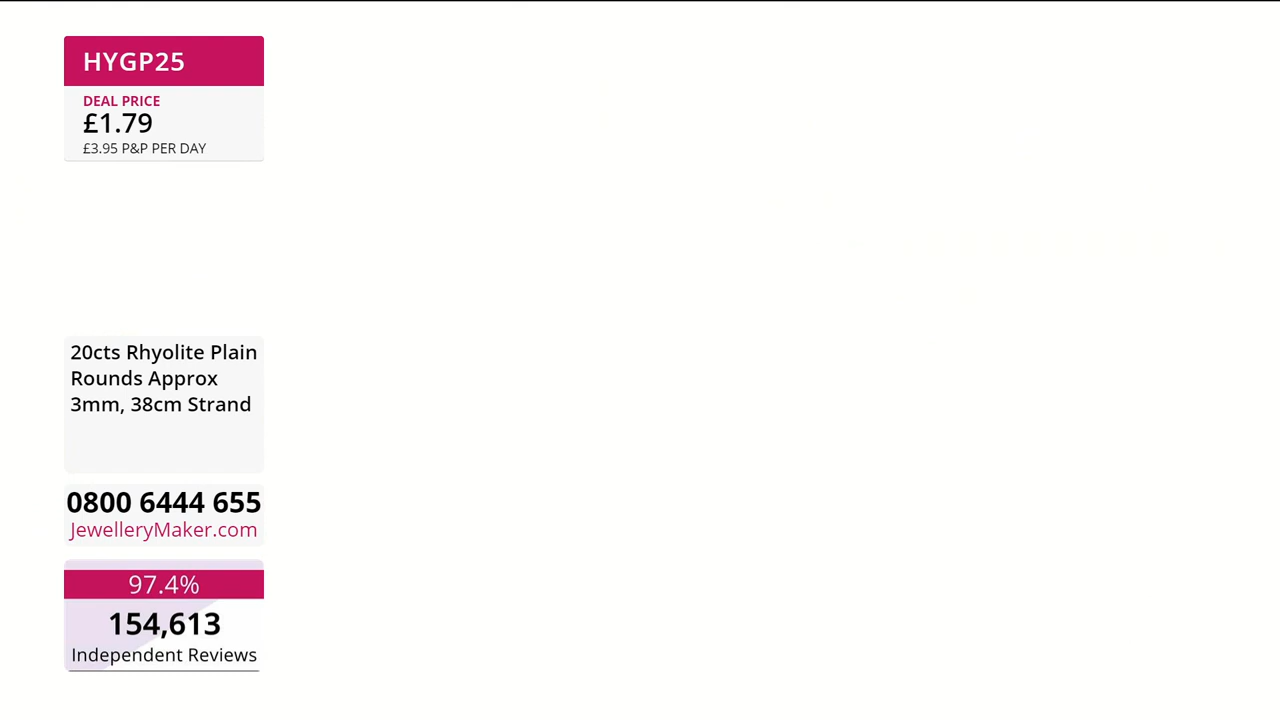 HYGP25
DEAL PRICE
£1.79
£3.95 P&P PER DAY
20cts Rhyolite Plain
Rounds Approx
3mm, 38cm Strand
0800 6444 655
JewelleryMaker.com
97.4%
154,613
Independent Reviews